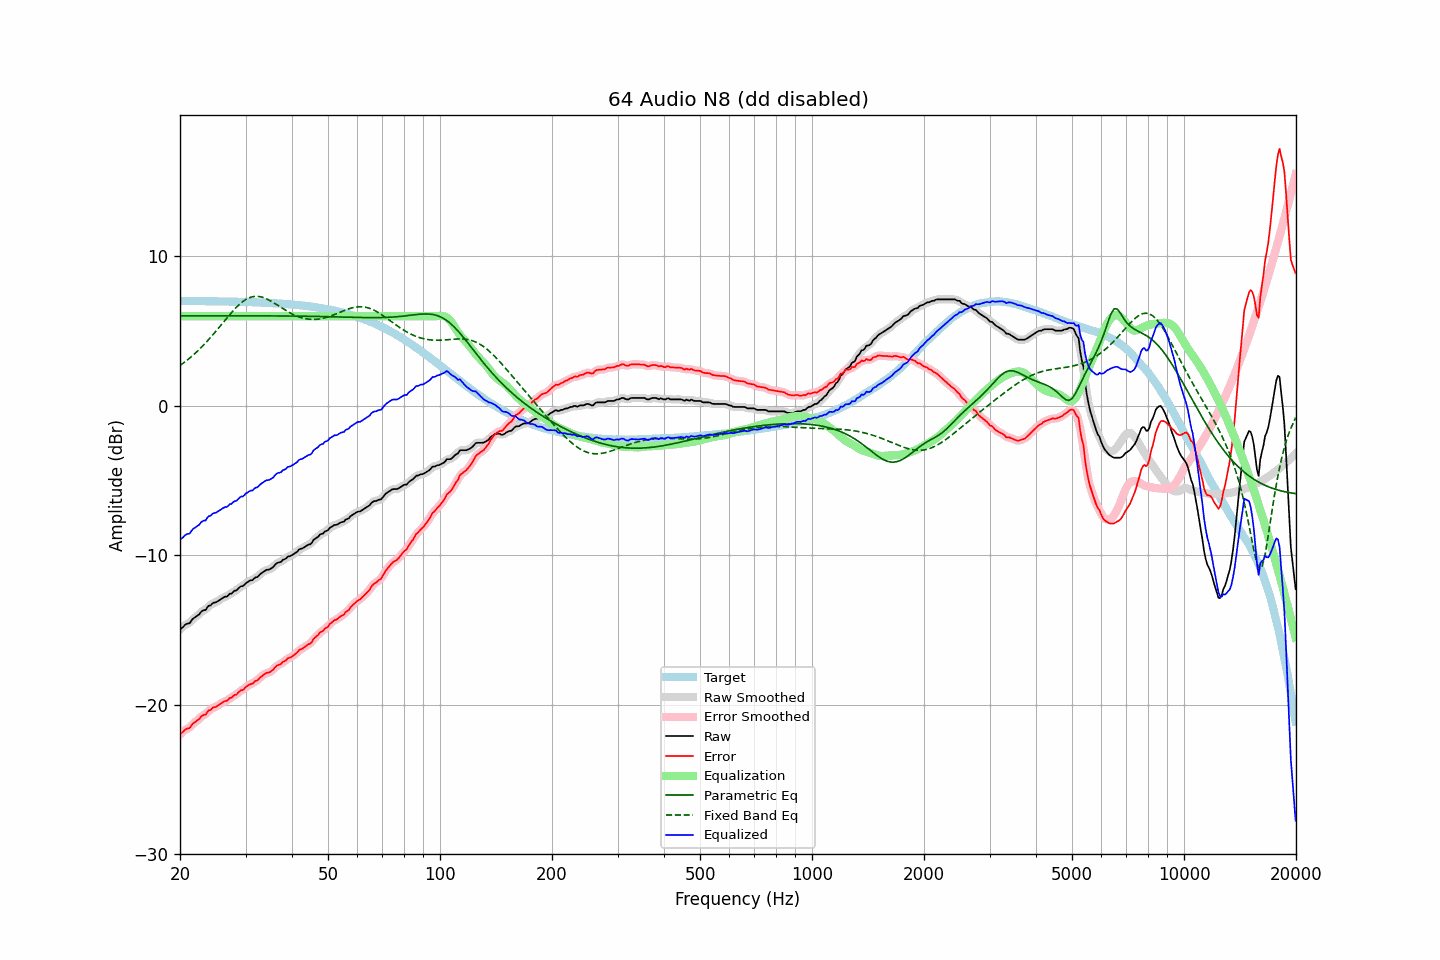 64 Audio N8 (dd disabled)
10
0
−10
−20
−30
Amplitude (dBr)
Target
Raw Smoothed
Error Smoothed
Raw
Error
Equalization
Parametric Eq
Fixed Band Eq
Equalized
20
50
100
200
500
1000
2000
5000
10000
20000
Frequency (Hz)